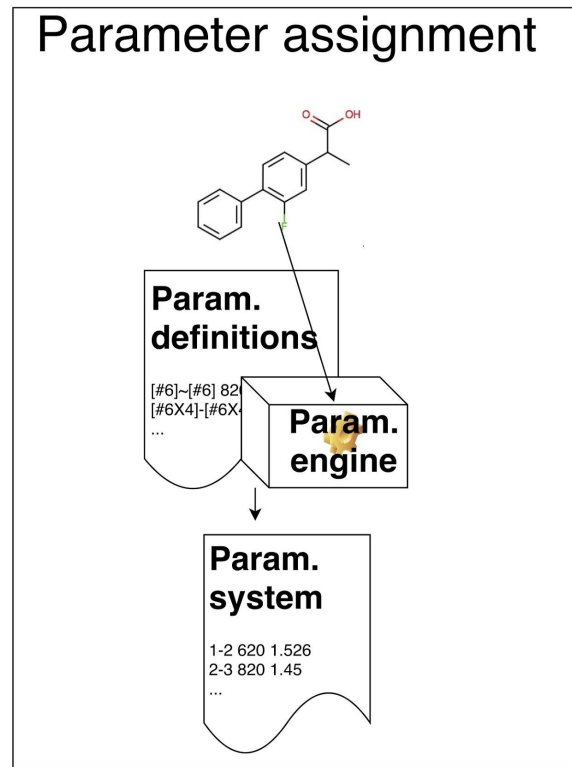 Parameter assignment
O
OH
F
Param.
definitions
[#6]~[#6] 82
[#6X4]-[#6X
...
Param.
engine
Param.
system
1-2 620 1.526
2-3 820 1.45
...